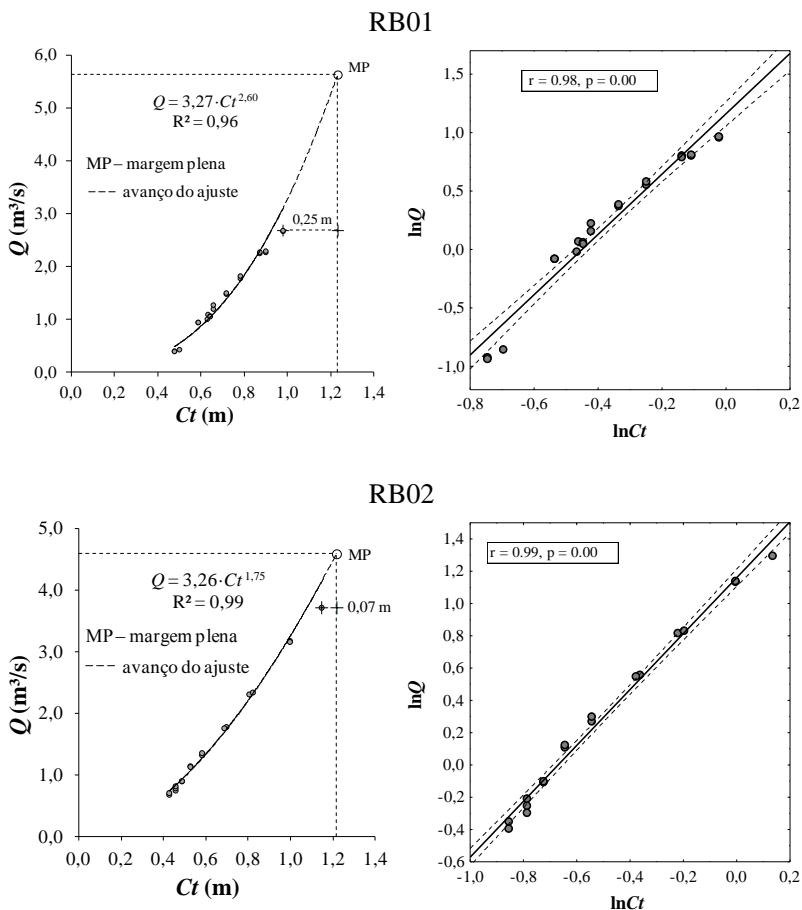 RB01
6,0
5,0
4,0
3,0
2,0
1,0
0,0
Q (m³/s)
MP
Q = 3,27·Ct^2,60
R² = 0,96
MP – margem plena
--- avanço do ajuste
0,25 m
0,0 0,2 0,4 0,6 0,8 1,0 1,2 1,4
Ct (m)
1,5
1,0
0,5
0,0
-0,5
-1,0
lnQ
r = 0.98, p = 0.00
-0,8 -0,6 -0,4 -0,2 0,0 0,2
lnCt
RB02
5,0
4,0
3,0
2,0
1,0
0,0
Q (m³/s)
MP
Q = 3,26·Ct^1,75
R² = 0,99
MP – margem plena
--- avanço do ajuste
0,07 m
0,0 0,2 0,4 0,6 0,8 1,0 1,2 1,4
Ct (m)
1,4
1,2
1,0
0,8
0,6
0,4
0,2
0,0
-0,2
-0,4
-0,6
lnQ
r = 0.99, p = 0.00
-1,0 -0,8 -0,6 -0,4 -0,2 0,0 0,2
lnCt